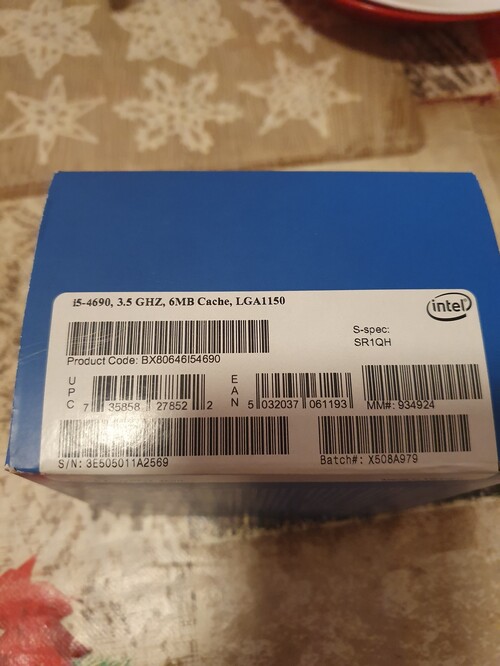 i5-4690, 3.5 GHZ, 6MB Cache, LGA1150
intel
S-spec:
SR1QH
Product Code: BX80646I54690
UPC 7 35858 27852 2
EAN 5 032037 061193
MM#: 934924
S/N: 3E505011A2569
Batch#: X508A979